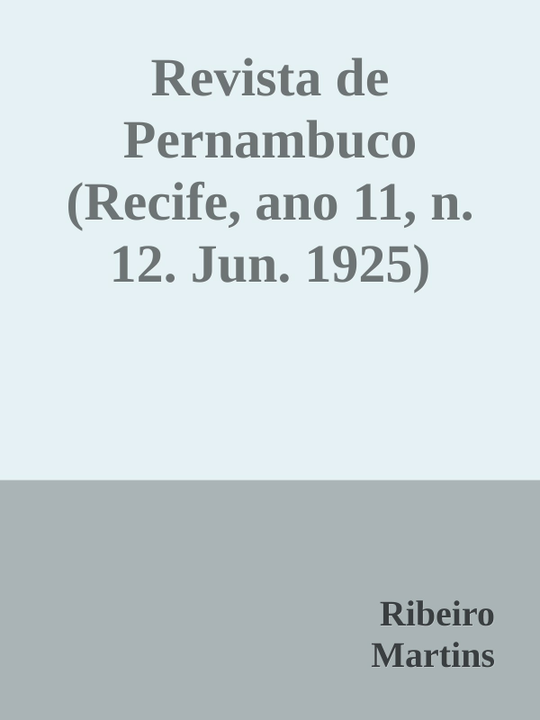 Revista de
Pernambuco
(Recife, ano 11, n.
12. Jun. 1925)
Ribeiro
Martins